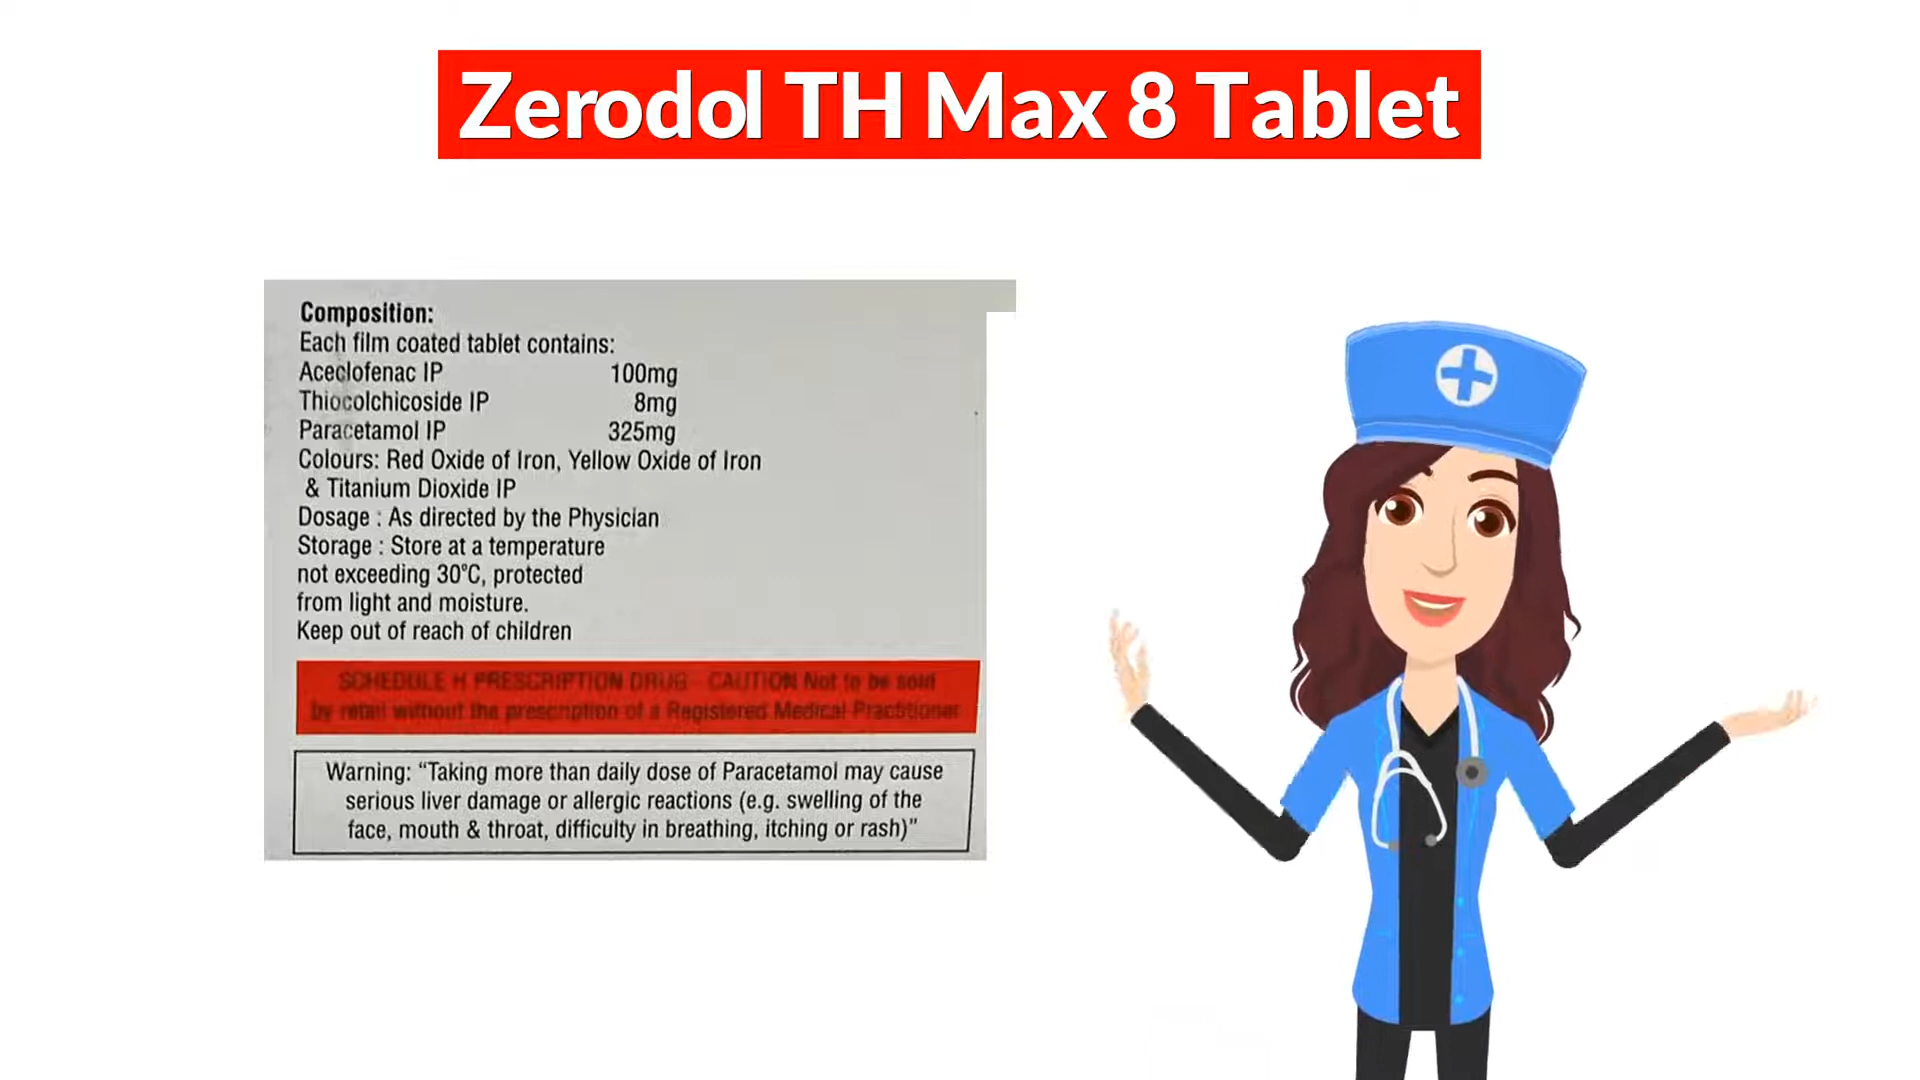 Zerodol TH Max 8 Tablet
Composition:
Each film coated tablet contains:
Aceclofenac IP 100mg
Thiocolchicoside IP 8mg
Paracetamol IP 325mg
Colours: Red Oxide of Iron, Yellow Oxide of Iron
& Titanium Dioxide IP
Dosage : As directed by the Physician
Storage : Store at a temperature
not exceeding 30°C, protected
from light and moisture.
Keep out of reach of children
SCHEDULE H PRESCRIPTION DRUG - CAUTION Not to be sold
by retail without the prescription of a Registered Medical Practitioner
Warning: “Taking more than daily dose of Paracetamol may cause
serious liver damage or allergic reactions (e.g. swelling of the
face, mouth & throat, difficulty in breathing, itching or rash)”